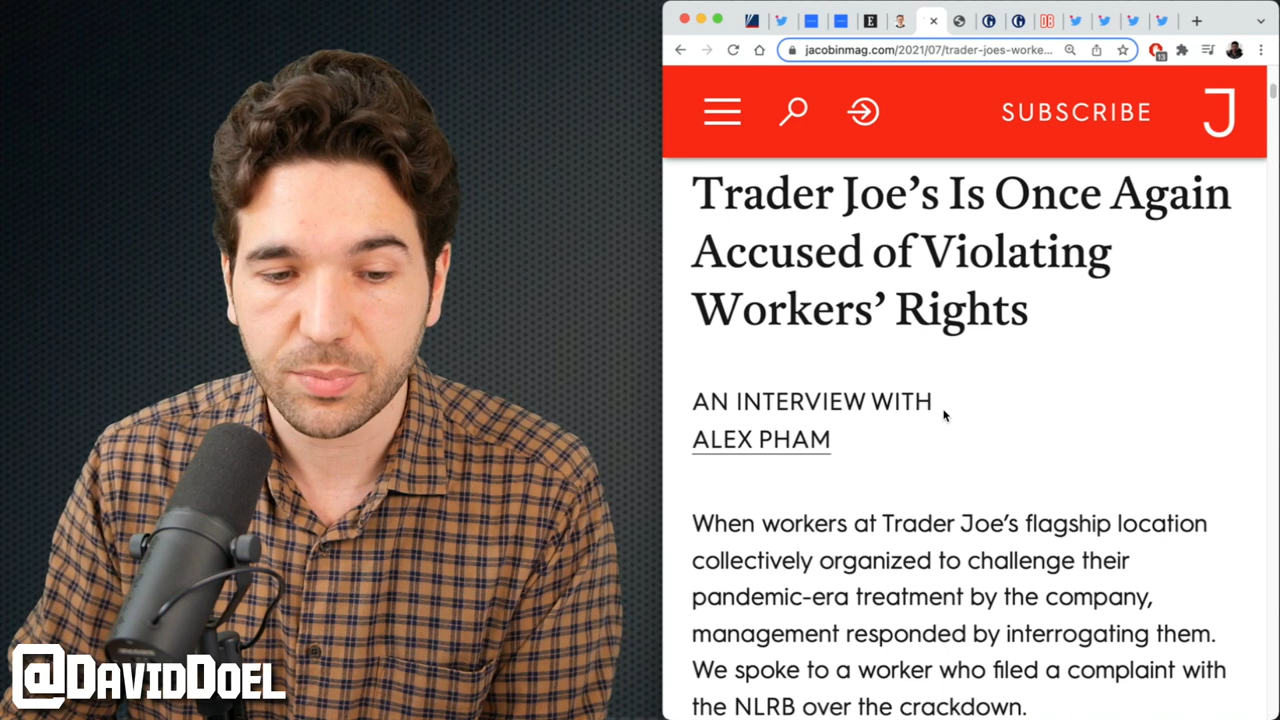 jacobinmag.com/2021/07/trader-joes-worke...
13
SUBSCRIBE
J
Trader Joe's Is Once Again
Accused of Violating
Workers' Rights
AN INTERVIEW WITH
ALEX PHAM
When workers at Trader Joe's flagship location
collectively organized to challenge their
pandemic-era treatment by the company,
management responded by interrogating them.
We spoke to a worker who filed a complaint with
the NLRB over the crackdown.
@DAVIDDOEL